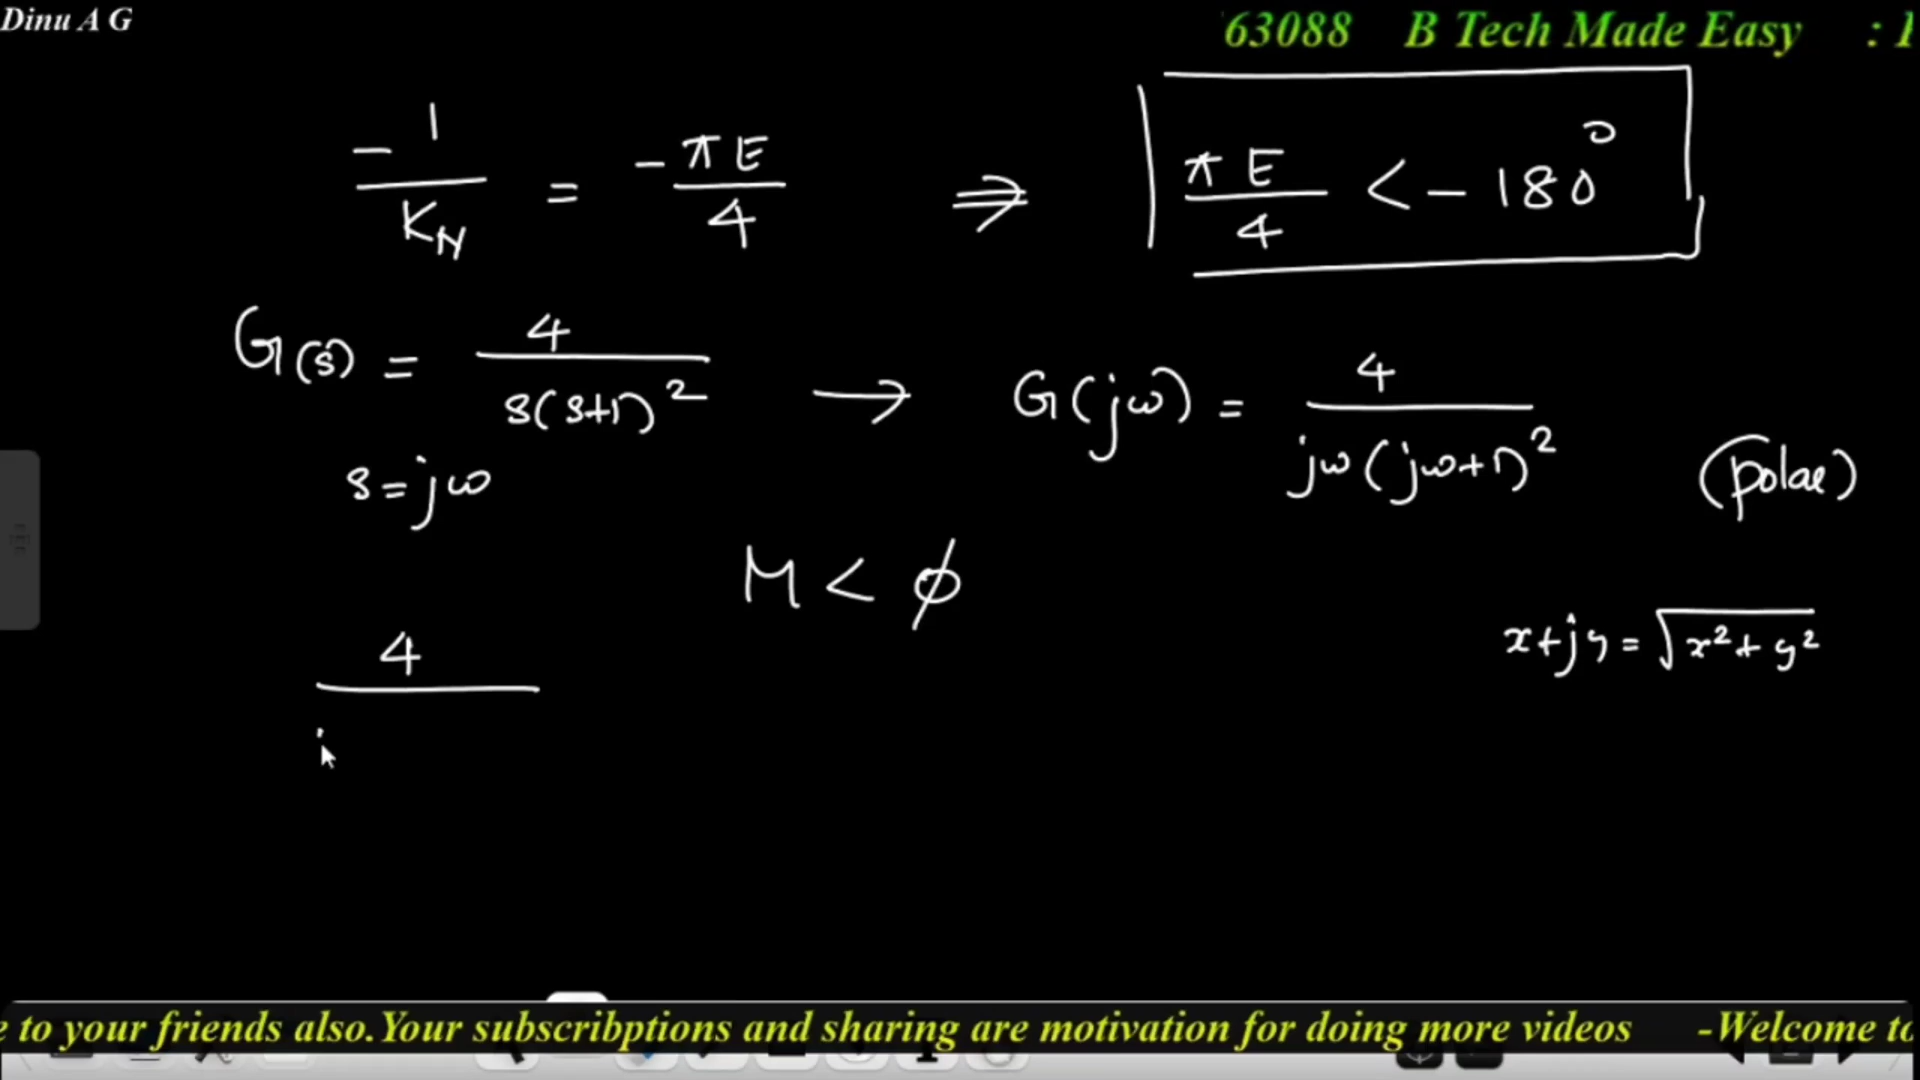 Dinu A G
63088 B Tech Made Easy :
-1/K_N = -πE/4 ⇒ πE/4 < -180°
G(s) = 4/s(s+1)² → G(jω) = 4/jω(jω+1)² (polar)
s=jω
M < φ
x+jy = √x²+y²
4
e to your friends also.Your subscribptions and sharing are motivation for doing more videos -Welcome to